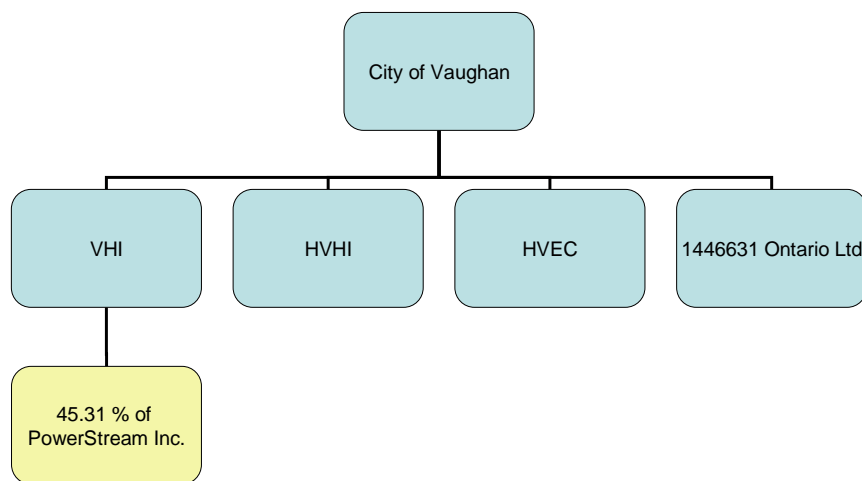 City of Vaughan
VHI
HVHI
HVEC
1446631 Ontario Ltd
45.31 % of
PowerStream Inc.